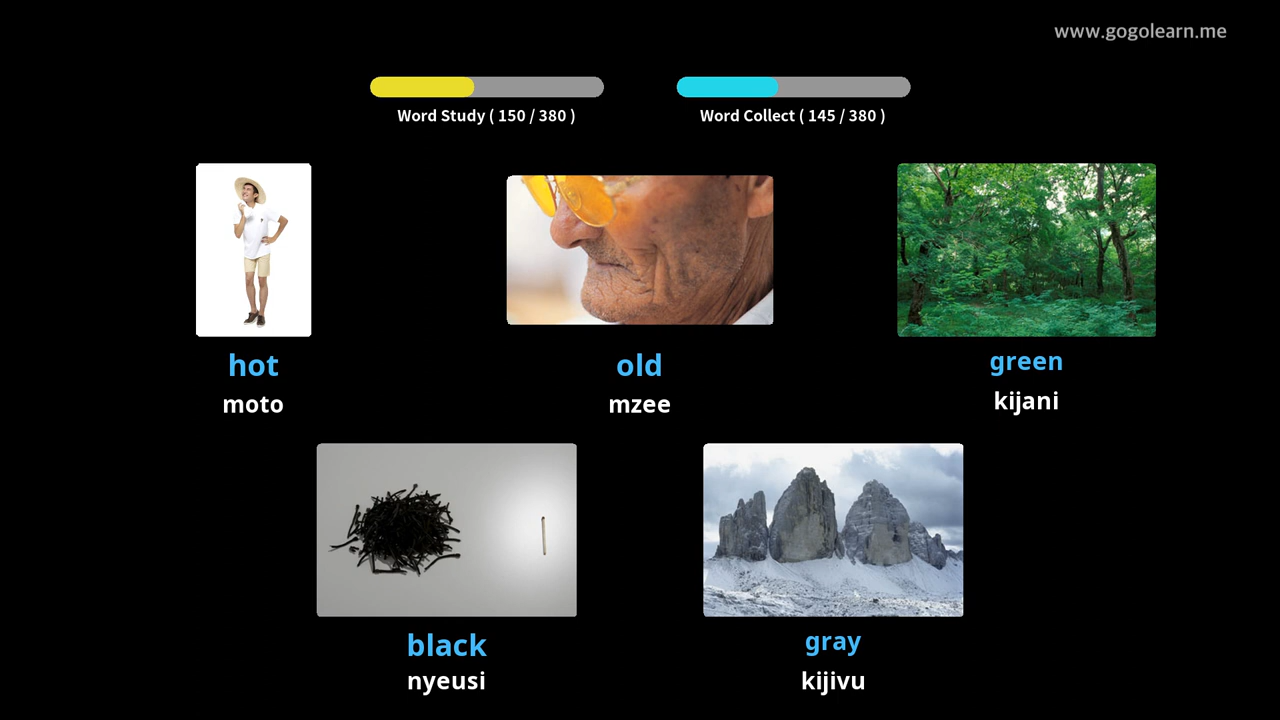 www.gogolearn.me
Word Study ( 150 / 380 )
Word Collect ( 145 / 380 )
hot
moto
old
mzee
green
kijani
black
nyeusi
gray
kijivu